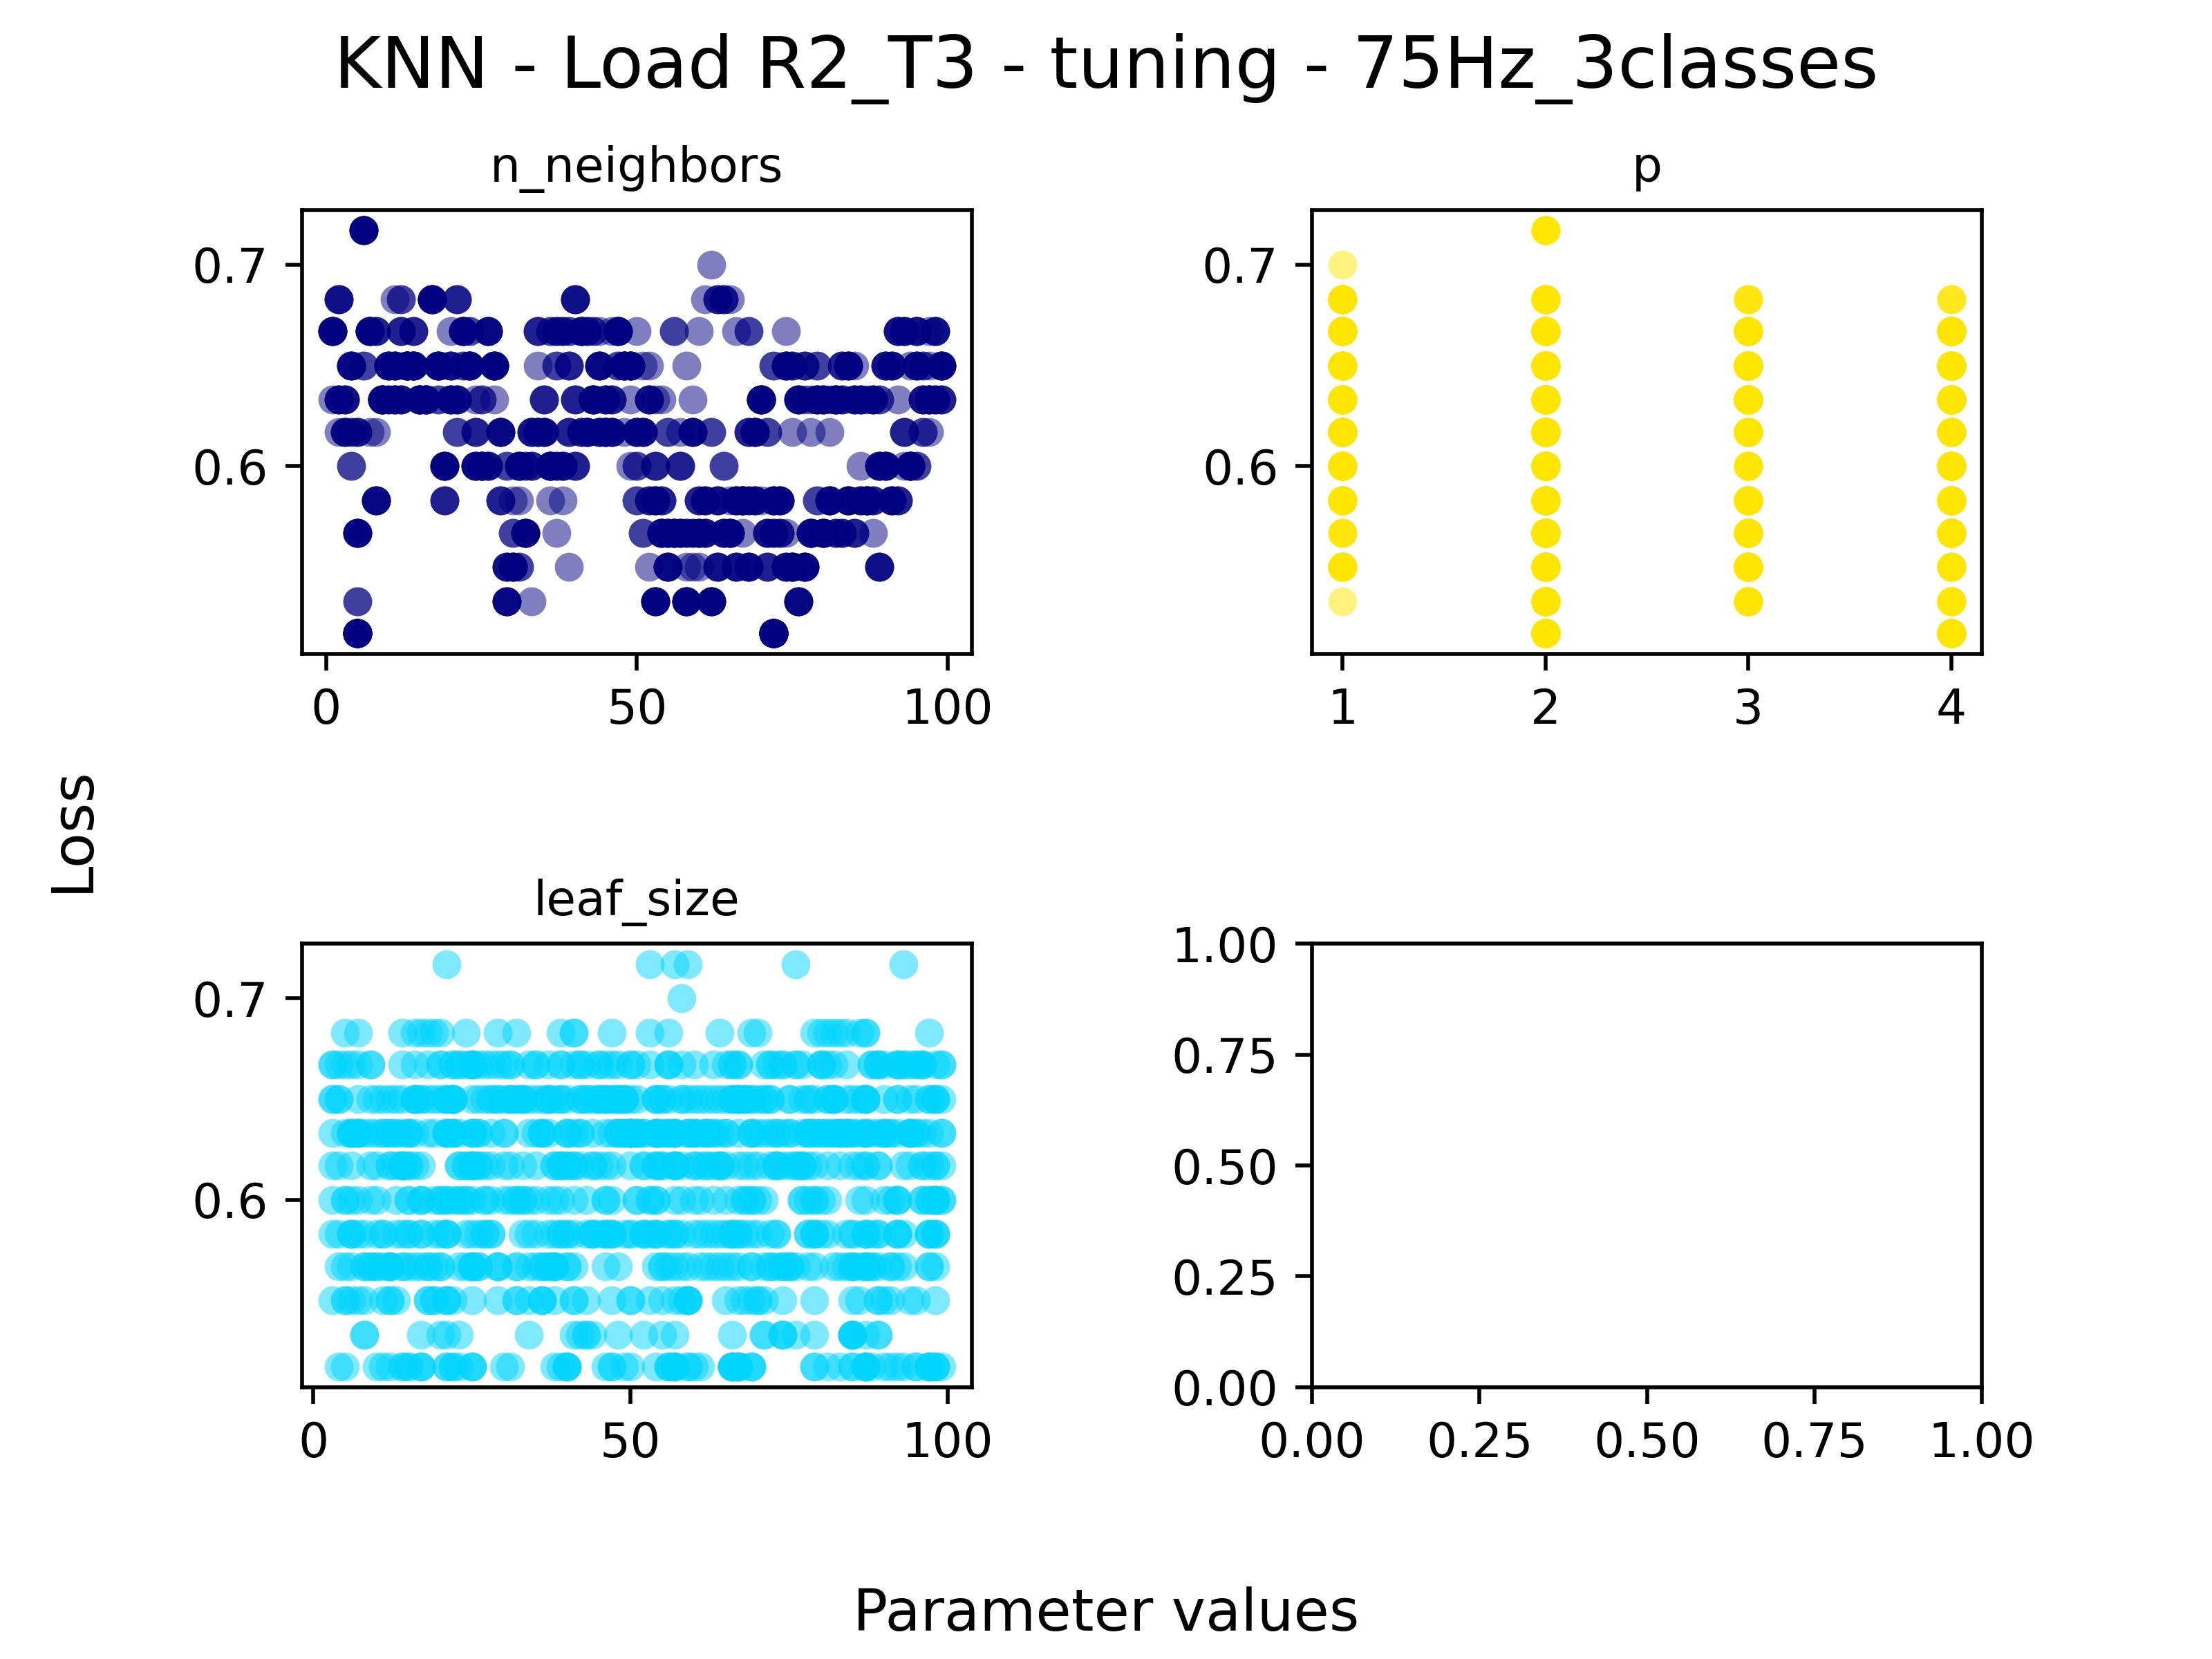 KNN - Load R2_T3 - tuning - 75Hz_3classes
n_neighbors
0.7
0.6
0 50 100
p
0.7
0.6
1 2 3 4
Loss
leaf_size
0.7
0.6
0 50 100
1.00
0.75
0.50
0.25
0.00
0.00 0.25 0.50 0.75 1.00
Parameter values